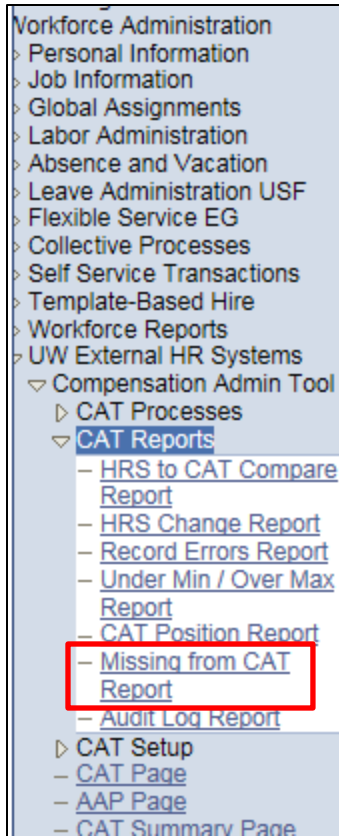 Workforce Administration
Personal Information
Job Information
Global Assignments
Labor Administration
Absence and Vacation
Leave Administration USF
Flexible Service EG
Collective Processes
Self Service Transactions
Template-Based Hire
Workforce Reports
UW External HR Systems
Compensation Admin Tool
CAT Processes
CAT Reports
– HRS to CAT Compare
Report
– HRS Change Report
– Record Errors Report
– Under Min / Over Max
Report
– CAT Position Report
– Missing from CAT
Report
– Audit Log Report
CAT Setup
– CAT Page
– AAP Page
– CAT Summary Page